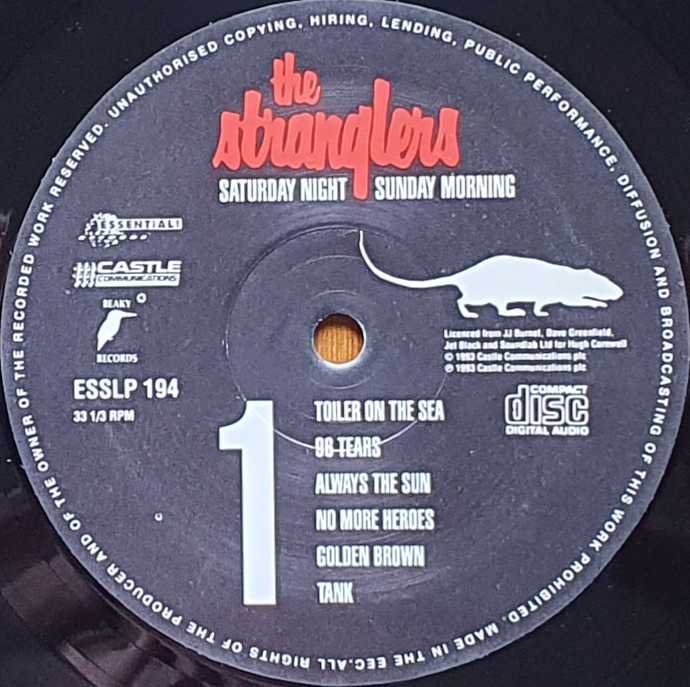 UNAUTHORISED COPYING, HIRING, LENDING, PUBLIC PERFORMANCE, DIFFUSION AND BROADCASTING OF THIS WORK PROHIBITED. MADE IN THE EEC. ALL RIGHTS OF THE PRODUCER AND OF THE OWNER OF THE RECORDED WORK RESERVED.
the
stranglers
SATURDAY NIGHT SUNDAY MORNING
ESSENTIAL!
CASTLE
COMMUNICATIONS
BEAKY
RECORDS
ESSLP 194
33 1/3 RPM
Licenced from JJ Burnel, Dave Greenfield,
Jet Black and Soundlab Ltd for Hugh Cornwell
© 1993 Castle Communications plc
℗ 1993 Castle Communications plc
COMPACT
disc
DIGITAL AUDIO
1
TOILER ON THE SEA
96 TEARS
ALWAYS THE SUN
NO MORE HEROES
GOLDEN BROWN
TANK